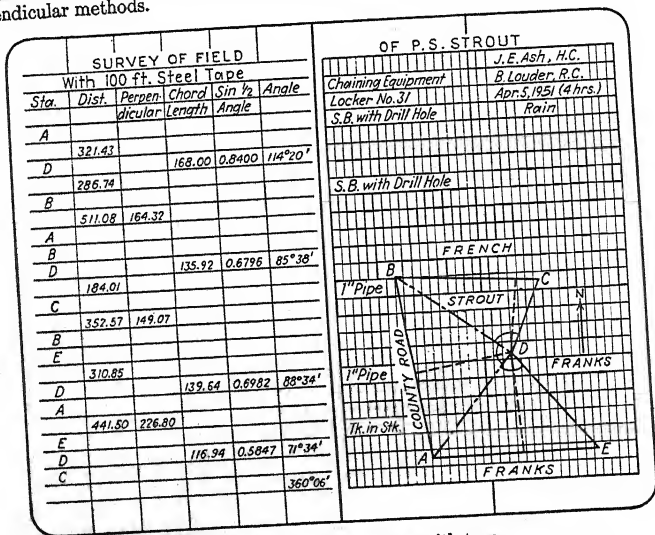 endicular methods.
SURVEY OF FIELD
With 100 ft. Steel Tape
Sta. Dist. Perpen- Chord Sin ½ Angle
dicular Length Angle
A
321.43
D 168.00 0.8400 114°20'
286.74
B
511.08 164.32
A
B
D 135.92 0.6796 85°38'
184.01
C
352.57 149.07
B
E
310.85
D 139.64 0.6982 88°34'
A
441.50 226.80
E
D 116.94 0.5847 71°34'
C
360°06'
OF P.S. STROUT
J.E. Ash, H.C.
Chaining Equipment B. Louder, R.C.
Locker No. 31 Apr. 5, 1951 (4 hrs.)
S.B. with Drill Hole Rain
S.B. with Drill Hole
FRENCH
B C
1" Pipe STROUT N
D
COUNTY ROAD
FRANKS
1" Pipe
Tk. in Stk.
A E
FRANKS